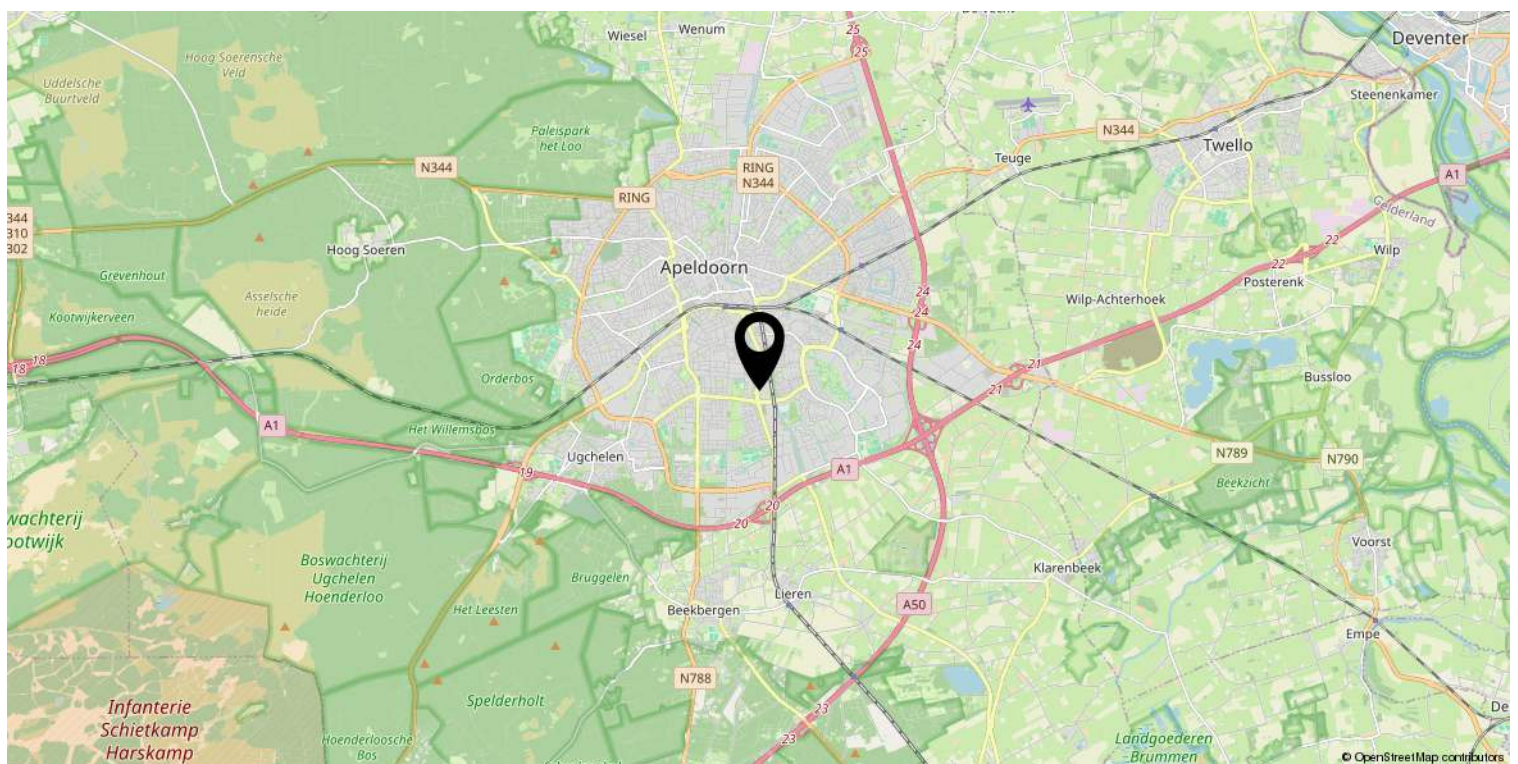 25
De Vecht
Wiesel
Wenum
25
Deventer
Hoog Soerensche
Veld
Uddelsche
Buurtveld
Steenenkamer
Paleispark
het Loo
N344
Twello
Teuge
N344
RING
N344
A1
RING
Gelderland
344
310
302
Hoog Soeren
22
Wilp
22
Grevenhout
Apeldoorn
Posterenk
Asselsche
heide
24
24
Wilp-Achterhoek
Kootwijkerveen
24
18
18
21
21
Bussloo
Orderbos
A1
Het Willemsbos
Ugchelen
19
A1
N789
N790
Beekzicht
20
20
wachterij
ootwijk
Voorst
Boswachterij
Ugchelen
Hoenderloo
Bruggelen
Klarenbeek
Het Leesten
Beekbergen
Lieren
A50
Empe
N788
Spelderholt
Infanterie
Schietkamp
Harskamp
23
23
De
Hoenderloosche
Bos
Landgoederen
Brummen
© OpenStreetMap contributors